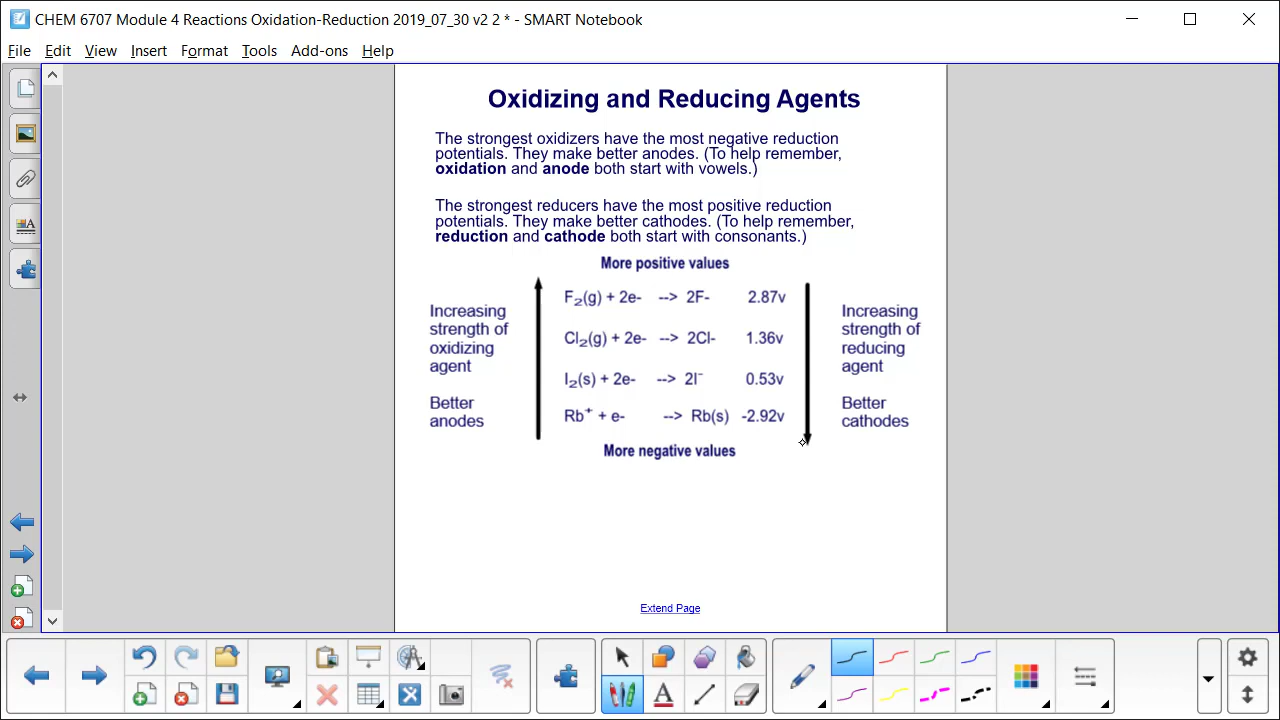 CHEM 6707 Module 4 Reactions Oxidation-Reduction 2019_07_30 v2 2 * - SMART Notebook
File Edit View Insert Format Tools Add-ons Help
Oxidizing and Reducing Agents
The strongest oxidizers have the most negative reduction
potentials. They make better anodes. (To help remember,
oxidation and anode both start with vowels.)
The strongest reducers have the most positive reduction
potentials. They make better cathodes. (To help remember,
reduction and cathode both start with consonants.)
More positive values
Increasing
strength of
oxidizing
agent
Better
anodes
F₂(g) + 2e- --> 2F- 2.87v
Cl₂(g) + 2e- --> 2Cl- 1.36v
I₂(s) + 2e- --> 2I⁻ 0.53v
Rb⁺ + e- --> Rb(s) -2.92v
Increasing
strength of
reducing
agent
Better
cathodes
More negative values
Extend Page